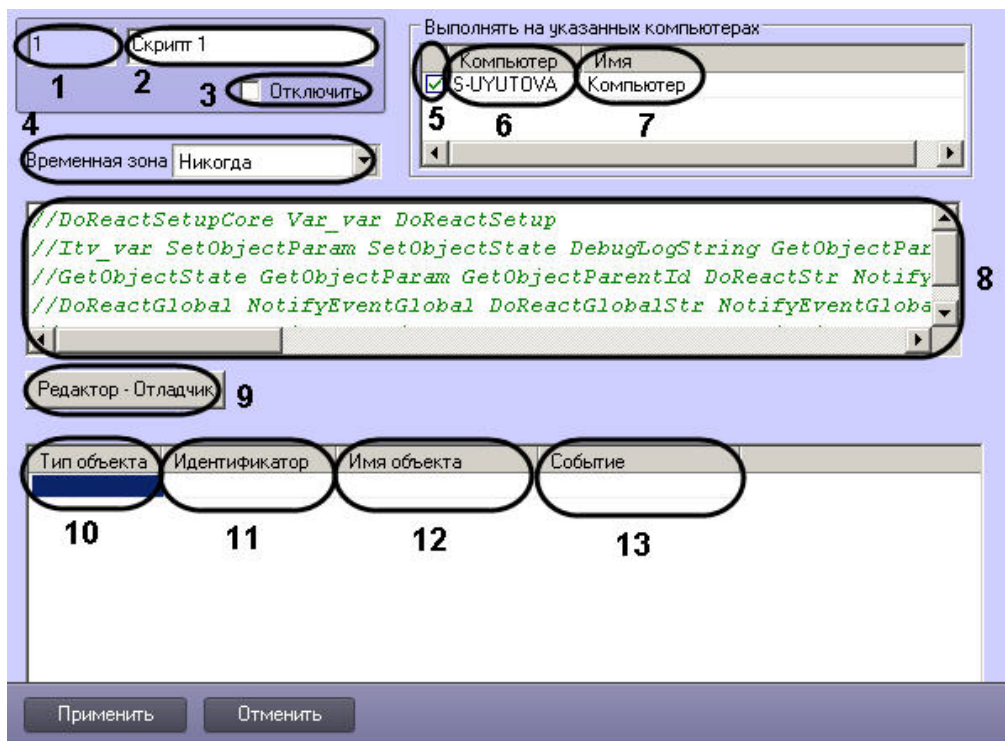 1 Скрипт 1
1 2 3 Отключить
4
Временная зона Никогда
Выполнять на указанных компьютерах
Компьютер Имя
S-UYUTOVA Компьютер
5 6 7
//DoReactSetupCore Var_var DoReactSetup
//Itv_var SetObjectParam SetObjectState DebugLogString GetObjectPar
//GetObjectState GetObjectParam GetObjectParentId DoReactStr Notify
//DoReactGlobal NotifyEventGlobal DoReactGlobalStr NotifyEventGloba
8
Редактор - Отладчик 9
Тип объекта Идентификатор Имя объекта Событие
10 11 12 13
Применить Отменить